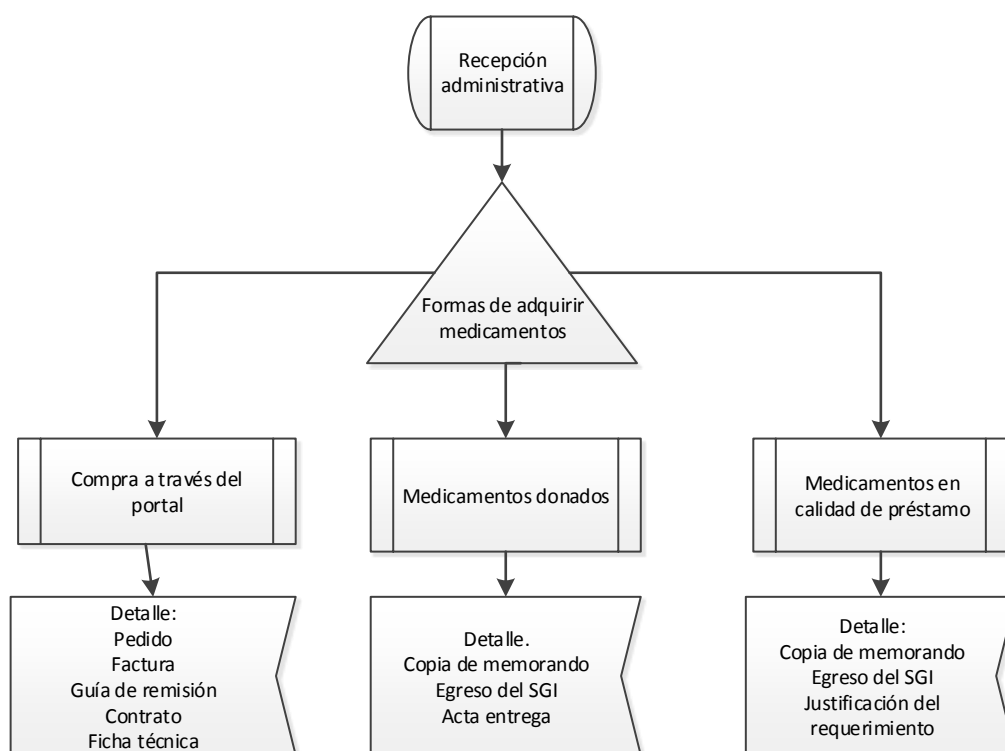 Recepción
administrativa
Formas de adquirir
medicamentos
Compra a través del
portal
Medicamentos donados
Medicamentos en
calidad de préstamo
Detalle:
Pedido
Factura
Guía de remisión
Contrato
Ficha técnica
Detalle.
Copia de memorando
Egreso del SGI
Acta entrega
Detalle:
Copia de memorando
Egreso del SGI
Justificación del
requerimiento